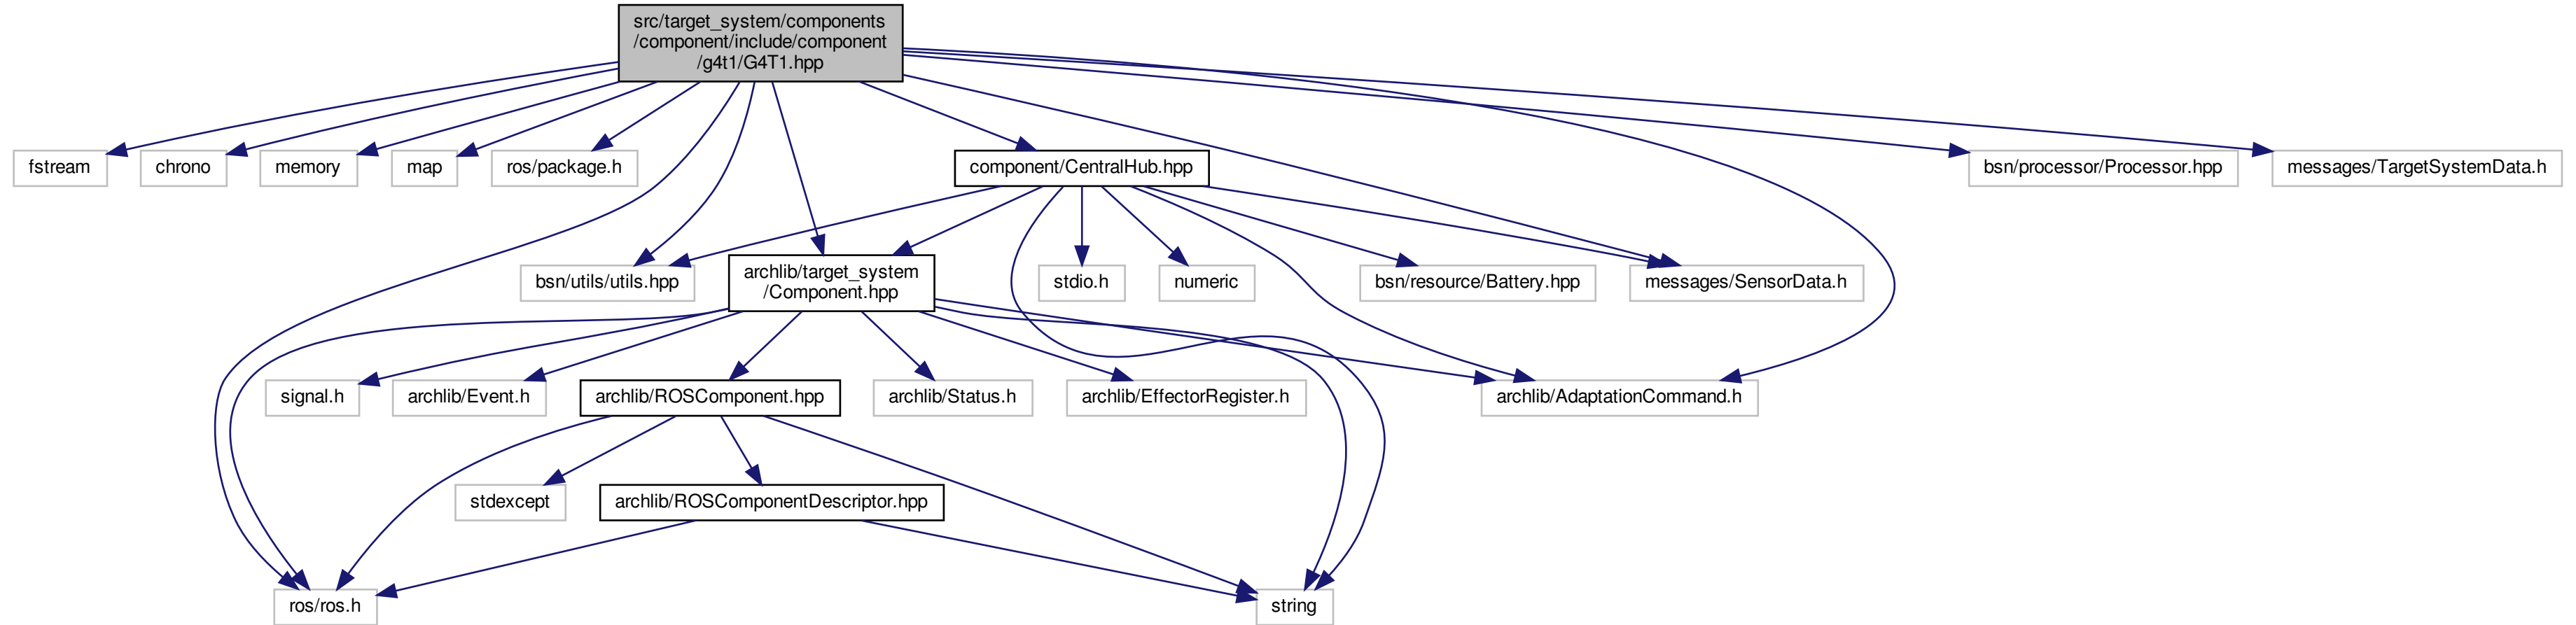 src/target_system/components
/component/include/component
/g4t1/G4T1.hpp
fstream
chrono
memory
map
ros/package.h
component/CentralHub.hpp
bsn/processor/Processor.hpp
messages/TargetSystemData.h
bsn/utils/utils.hpp
archlib/target_system
/Component.hpp
stdio.h
numeric
bsn/resource/Battery.hpp
messages/SensorData.h
signal.h
archlib/Event.h
archlib/ROSComponent.hpp
archlib/Status.h
archlib/EffectorRegister.h
archlib/AdaptationCommand.h
stdexcept
archlib/ROSComponentDescriptor.hpp
ros/ros.h
string